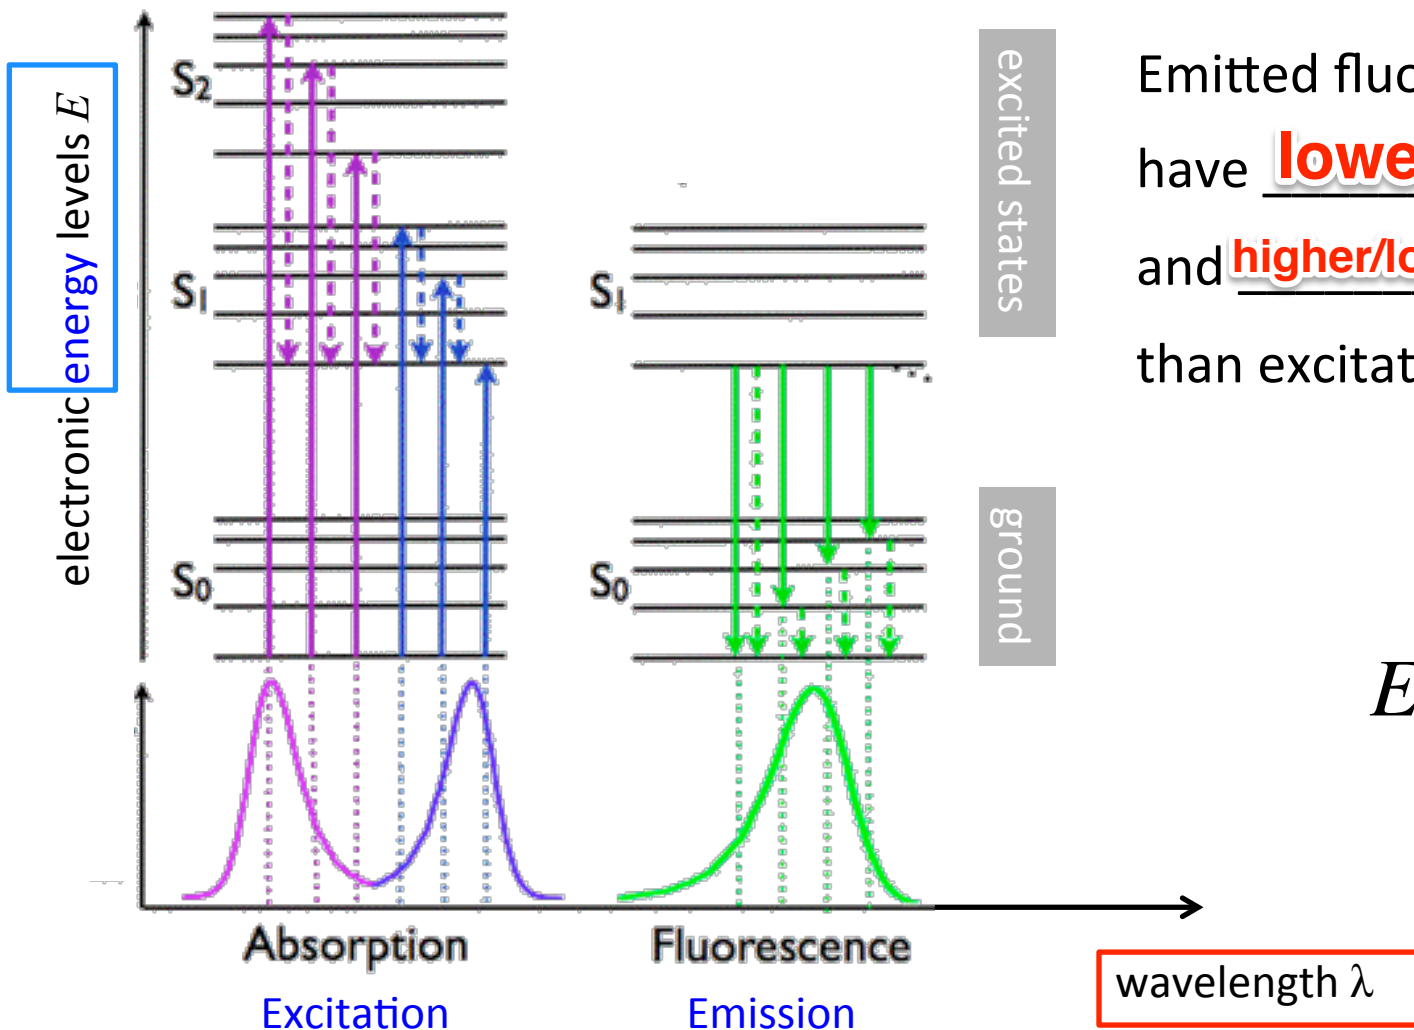 electronic energy levels E
S2
S1
S0
S1
S0
excited states
ground
Emitted fluo
have lowe
and higher/lo
than excitat
E
Absorption
Fluorescence
Excitation
Emission
wavelength λ